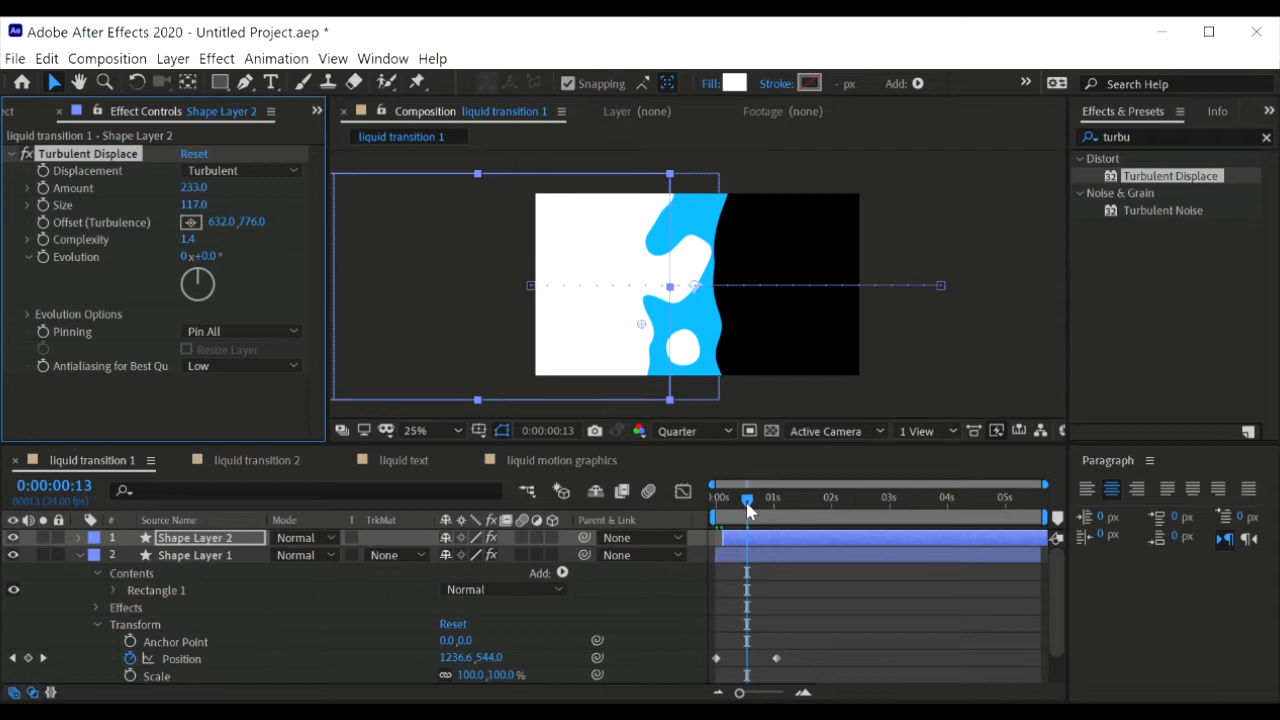 Ae Adobe After Effects 2020 - Untitled Project.aep *
File Edit Composition Layer Effect Animation View Window Help
T Snapping Fill: Stroke: - px Add: » Search Help
ect × Effect Controls Shape Layer 2 »
× Composition liquid transition 1 Layer (none) Footage (none)
Effects & Presets Info »
liquid transition 1 • Shape Layer 2
liquid transition 1
turbu ×
fx Turbulent Displace Reset
Displacement Turbulent
Amount 233.0
Size 117.0
Offset (Turbulence) 632.0,776.0
Complexity 1.4
Evolution 0x+0.0°
Evolution Options
Pinning Pin All
Resize Layer
Antialiasing for Best Qu Low
Distort
32 Turbulent Displace
Noise & Grain
32 Turbulent Noise
25% 0:00:00:13 Quarter Active Camera 1 View
× liquid transition 1 liquid transition 2 liquid text liquid motion graphics
Paragraph
0:00:00:13
00013 (24.00 fps)
):00s 01s 02s 03s 04s 05s
# Source Name Mode T TrkMat fx Parent & Link
1 Shape Layer 2 Normal None
2 Shape Layer 1 Normal None None
Contents Add:
Rectangle 1 Normal
Effects
Transform Reset
Anchor Point 0.0,0.0
Position 1236.6,544.0
Scale 100.0,100.0%
0 px 0 px 0 px
0 px 0 px